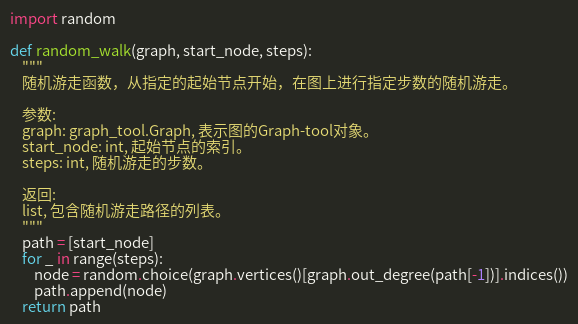 import random
def random_walk(graph, start_node, steps):
"""
随机游走函数，从指定的起始节点开始，在图上进行指定步数的随机游走。
参数:
graph: graph_tool.Graph, 表示图的Graph-tool对象。
start_node: int, 起始节点的索引。
steps: int, 随机游走的步数。
返回:
list, 包含随机游走路径的列表。
"""
path = [start_node]
for _ in range(steps):
node = random.choice(graph.vertices()[graph.out_degree(path[-1])].indices())
path.append(node)
return path